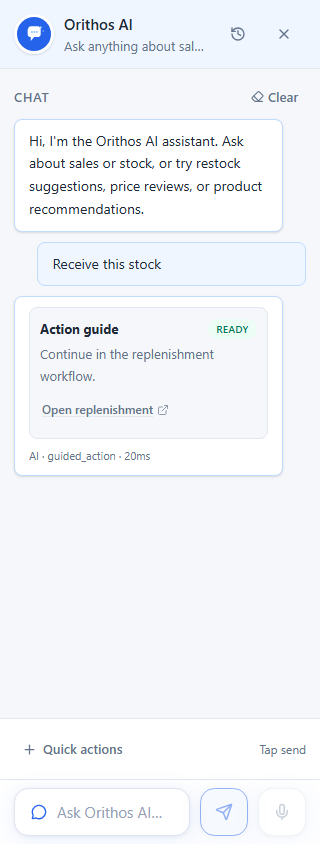 Orithos AI
Ask anything about sal...
CHAT
Clear
Hi, I'm the Orithos AI assistant. Ask
about sales or stock, or try restock
suggestions, price reviews, or product
recommendations.
Receive this stock
Action guide
READY
Continue in the replenishment
workflow.
Open replenishment
AI · guided_action · 20ms
Quick actions
Tap send
Ask Orithos AI...